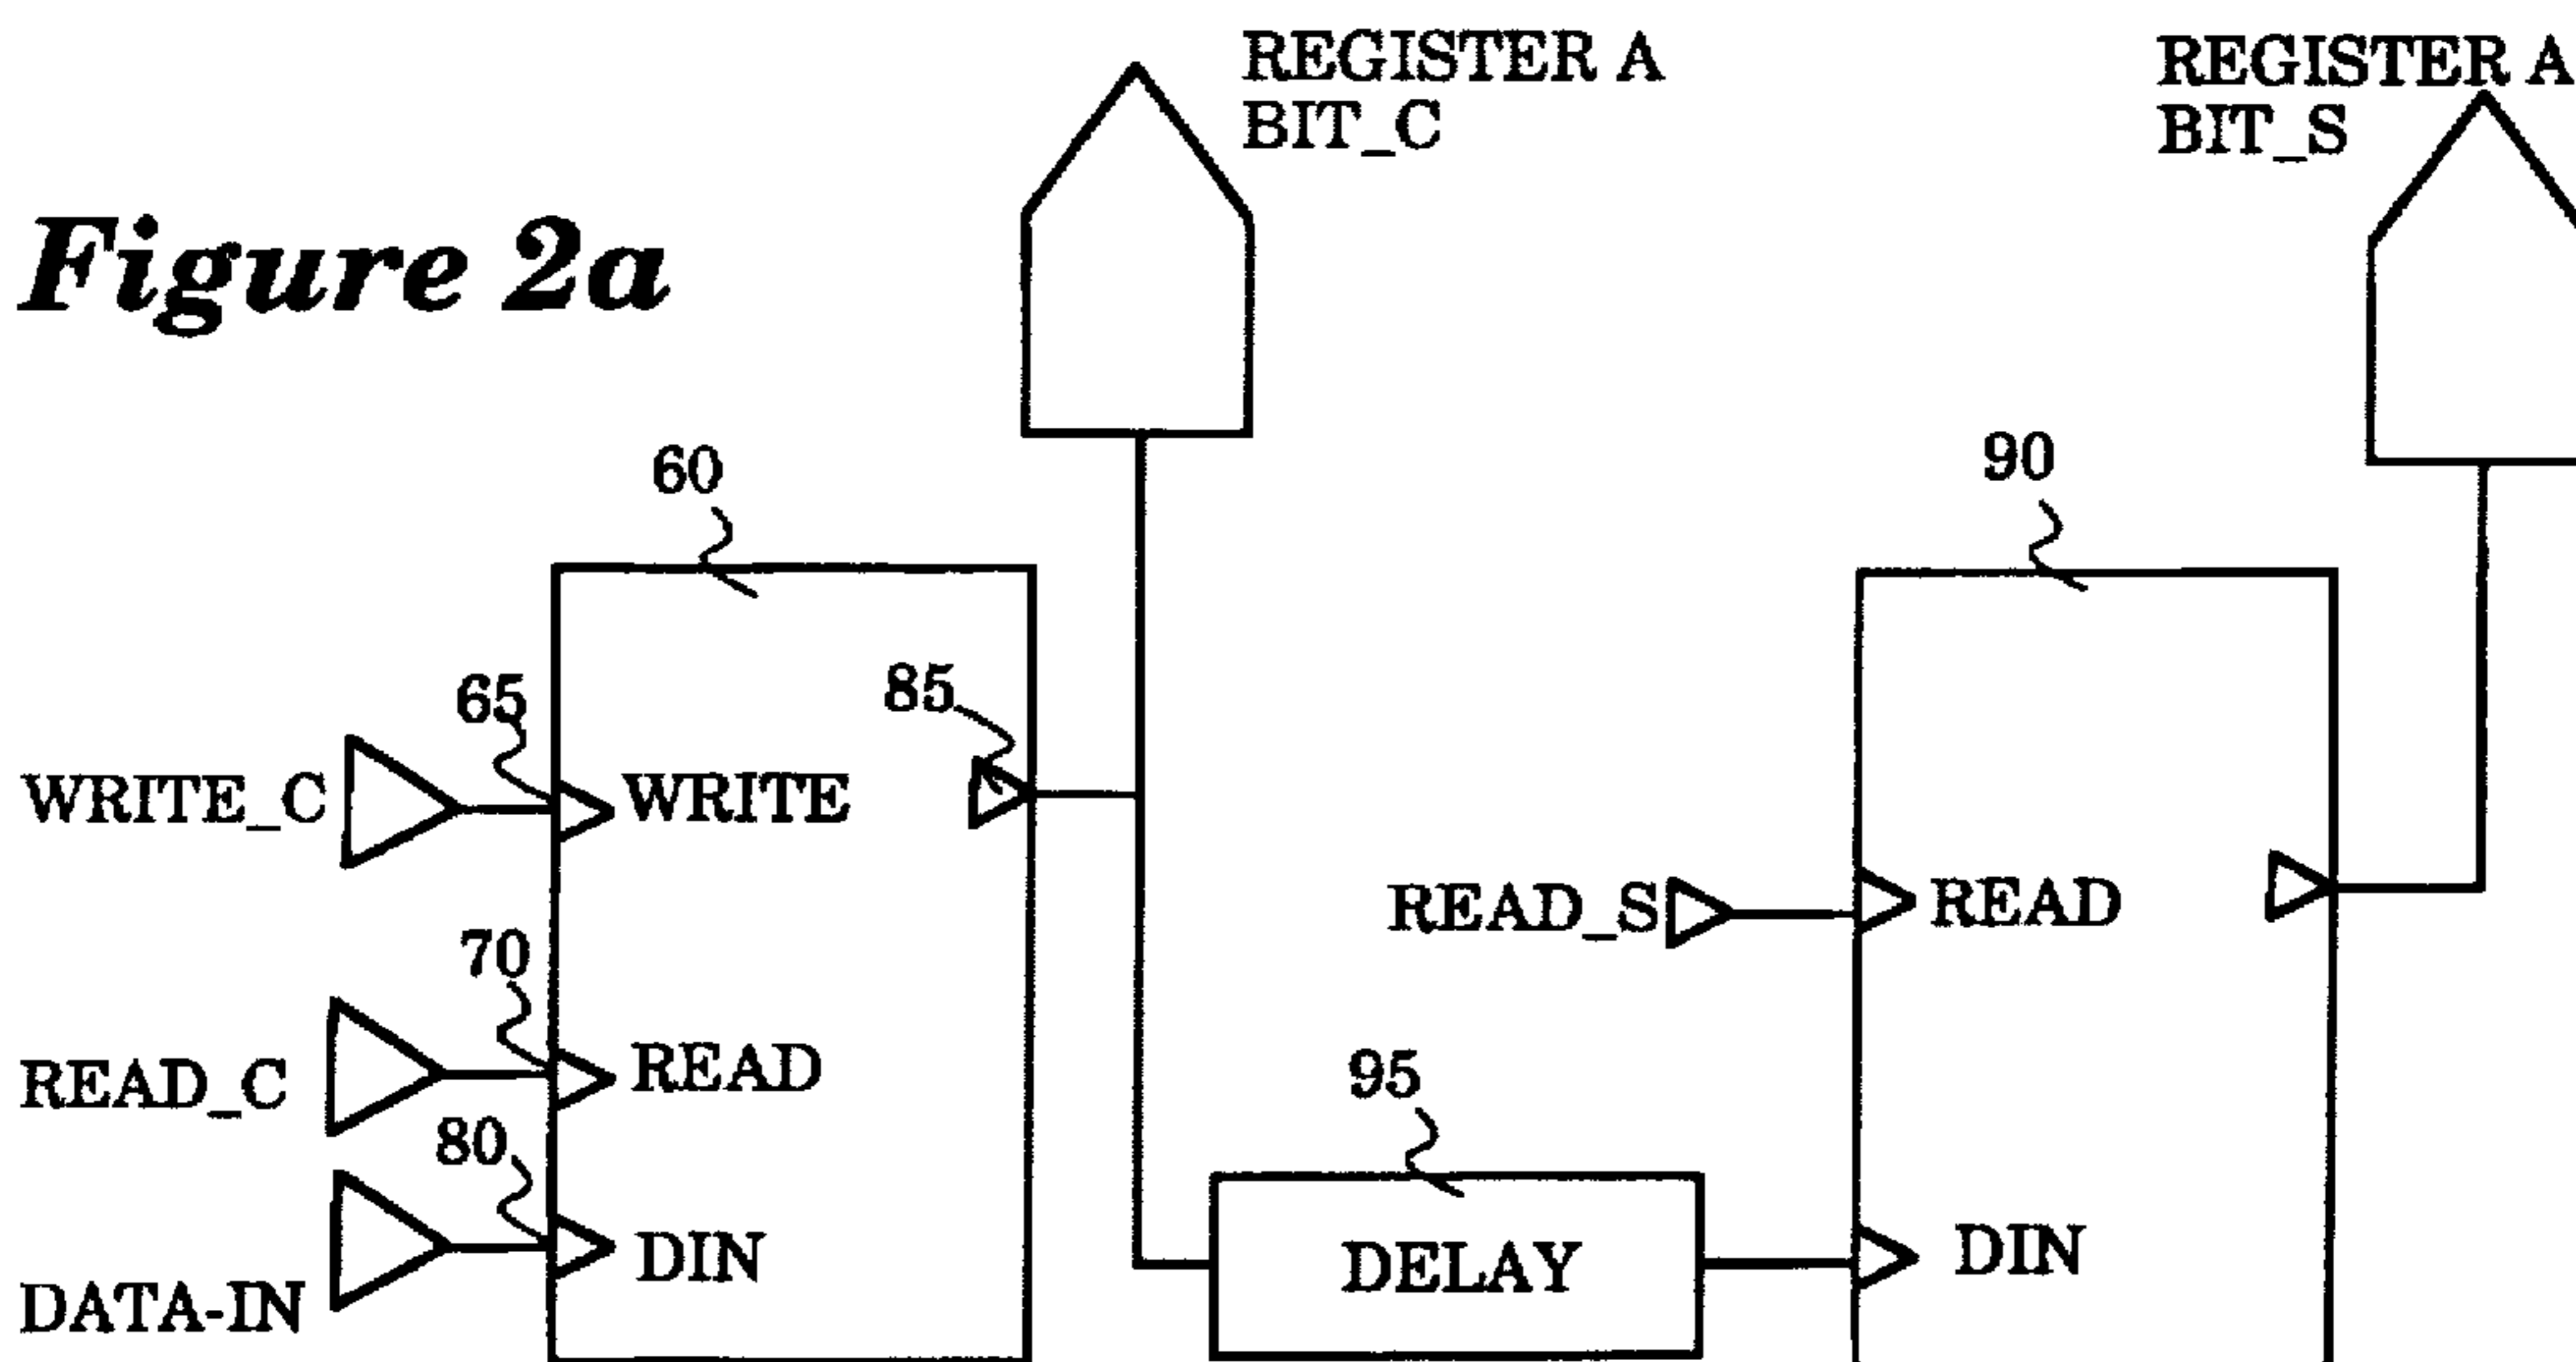 REGISTER A
BIT_C
REGISTER A
BIT_S
Figure 2a
60
90
65
85
WRITE_C
WRITE
READ_S
READ
70
READ_C
READ
95
80
DIN
DELAY
DIN
DATA-IN